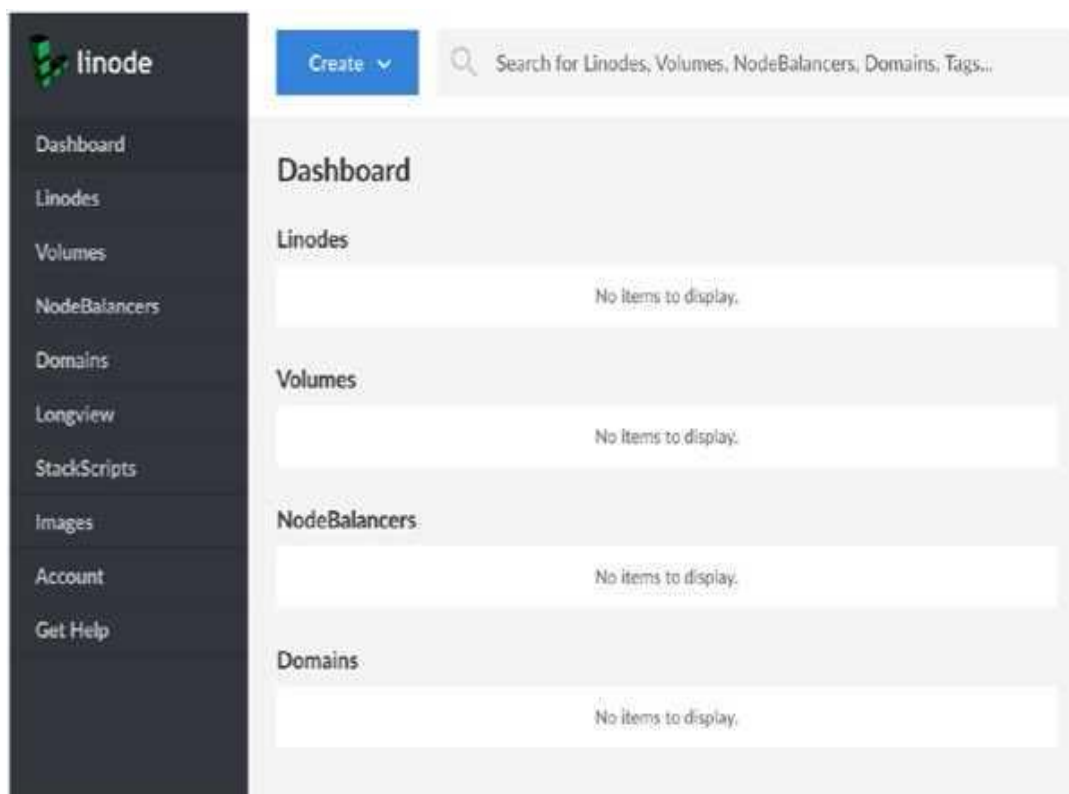 linode
Create
Search for Linodes, Volumes, NodeBalancers, Domains, Tags...
Dashboard
Linodes
Volumes
NodeBalancers
Domains
Longview
StackScripts
Images
Account
Get Help
Dashboard
Linodes
No items to display.
Volumes
No items to display.
NodeBalancers
No items to display.
Domains
No items to display.